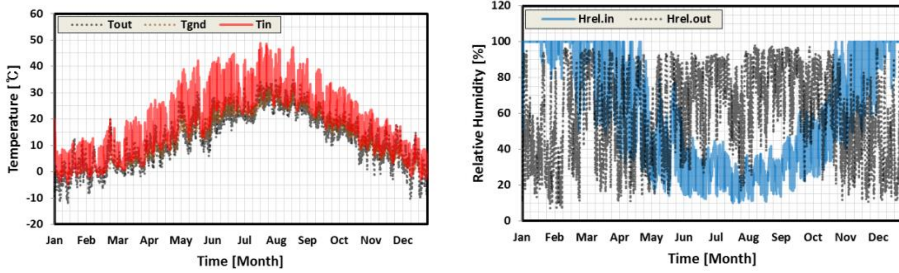 Tout Tgnd Tin
60
50
40
30
20
10
0
-10
-20
Temperature [℃]
Jan Feb Mar Apr May Jun Jul Aug Sep Oct Nov Dec
Time [Month]
Hrel.in Hrel.out
100
80
60
40
20
0
Relative Humidity [%]
Jan Feb Mar Apr May Jun Jul Aug Sep Oct Nov Dec
Time [Month]